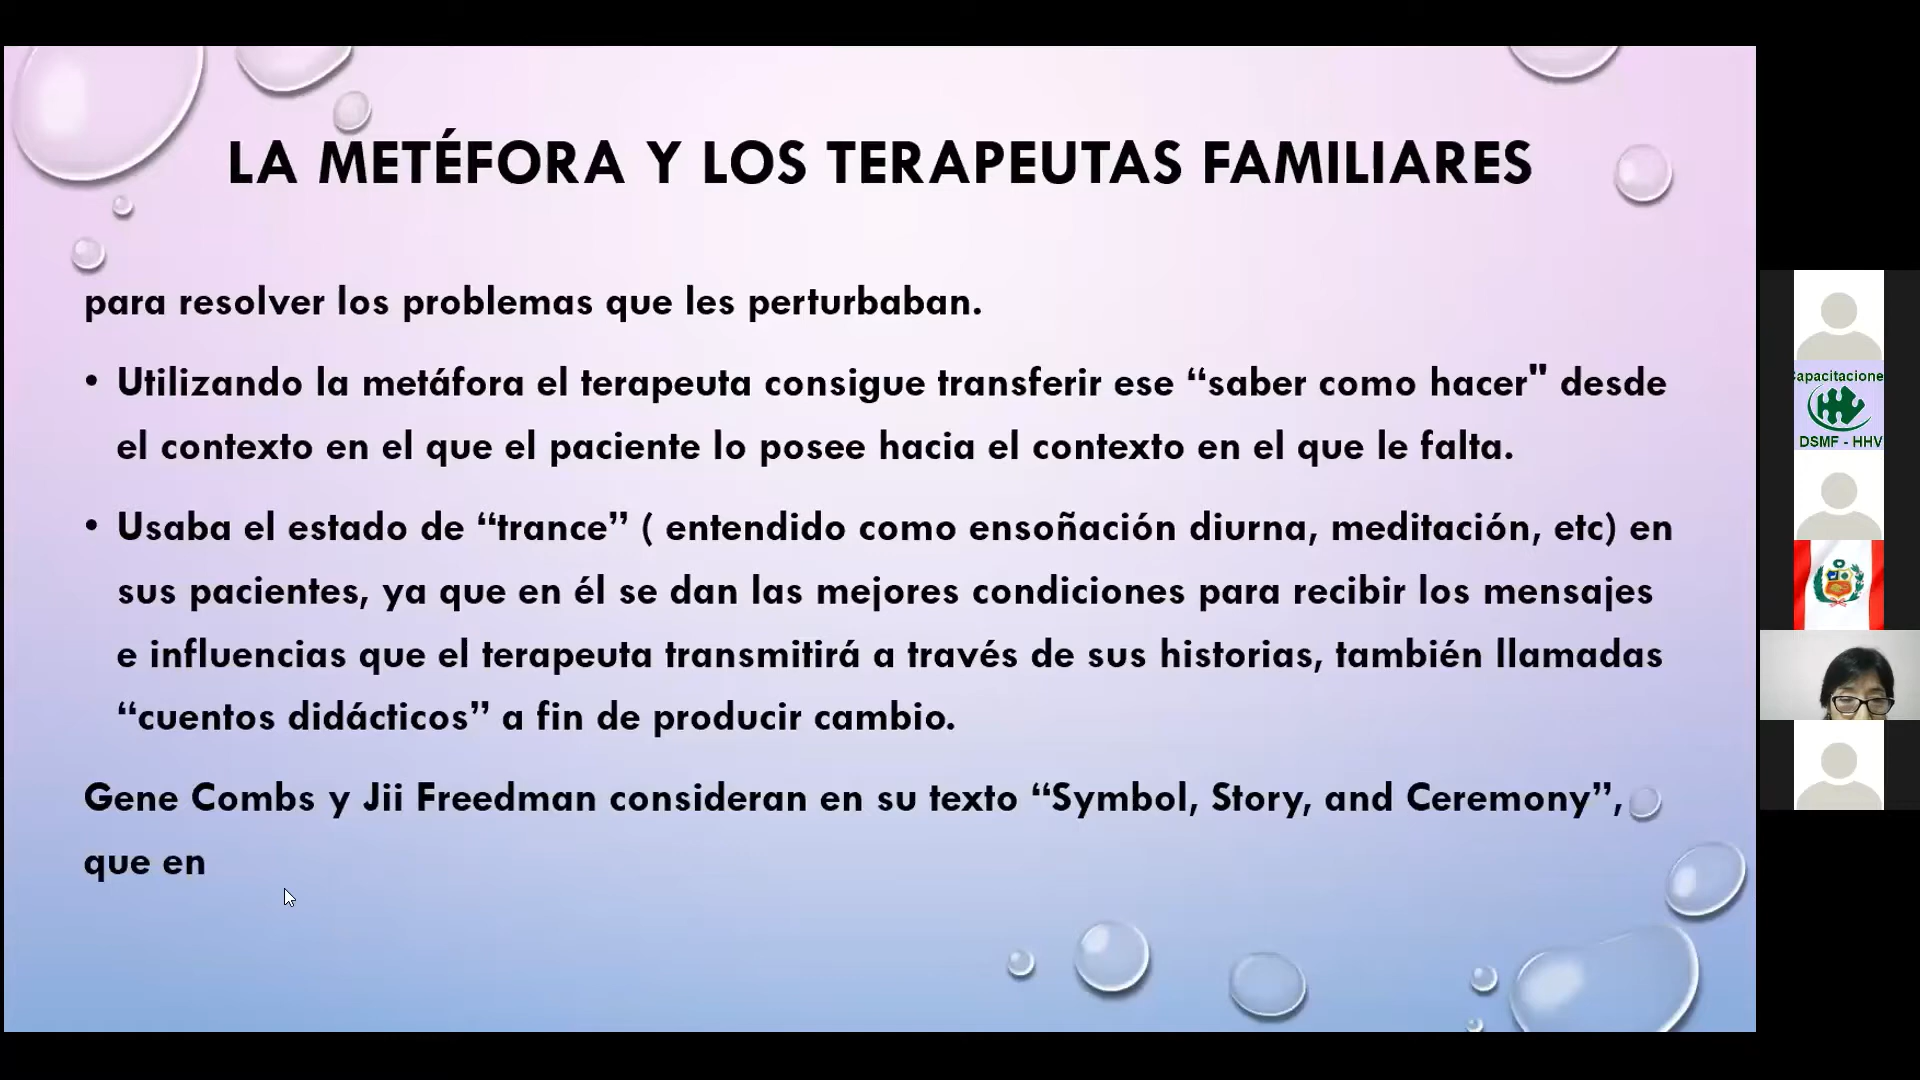 LA METÉFORA Y LOS TERAPEUTAS FAMILIARES
para resolver los problemas que les perturbaban.
• Utilizando la metáfora el terapeuta consigue transferir ese “saber como hacer" desde
el contexto en el que el paciente lo posee hacia el contexto en el que le falta.
• Usaba el estado de “trance” ( entendido como ensoñación diurna, meditación, etc) en
sus pacientes, ya que en él se dan las mejores condiciones para recibir los mensajes
e influencias que el terapeuta transmitirá a través de sus historias, también llamadas
“cuentos didácticos” a fin de producir cambio.
Gene Combs y Jii Freedman consideran en su texto “Symbol, Story, and Ceremony”,
que en
apacitacione
DSMF - HHV